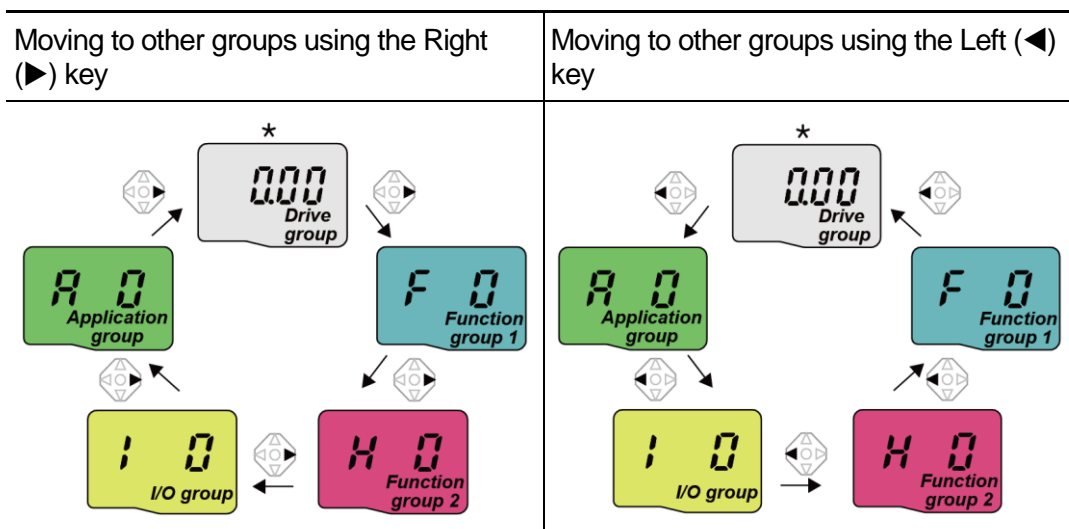 Moving to other groups using the Right
(▶) key
Moving to other groups using the Left (◀)
key
*
0.00
Drive
group
A 0
Application
group
F 0
Function
group 1
I 0
I/O group
H 0
Function
group 2
*
0.00
Drive
group
A 0
Application
group
F 0
Function
group 1
I 0
I/O group
H 0
Function
group 2